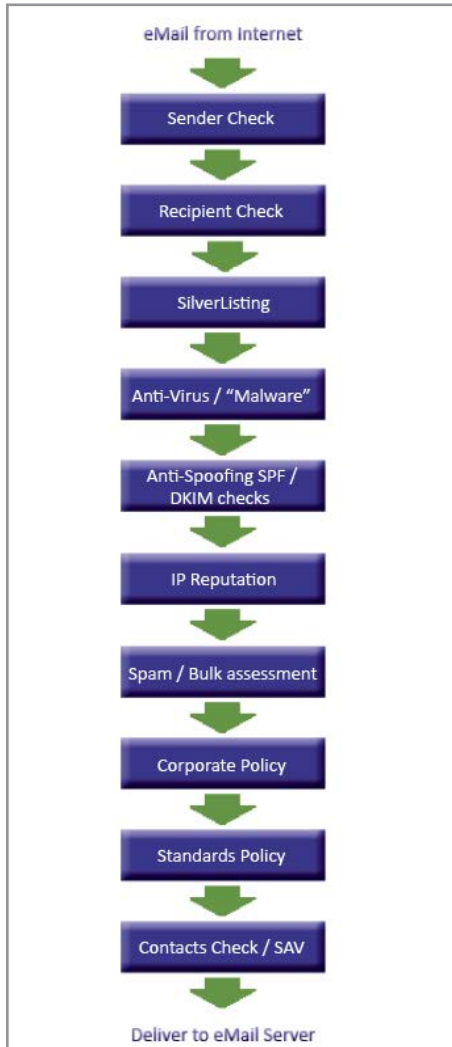 eMail from Internet
Sender Check
Recipient Check
SilverListing
Anti-Virus / “Malware”
Anti-Spoofing SPF /
DKIM checks
IP Reputation
Spam / Bulk assessment
Corporate Policy
Standards Policy
Contacts Check / SAV
Deliver to eMail Server